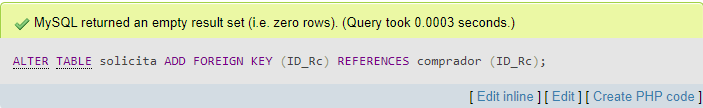 MySQL returned an empty result set (i.e. zero rows). (Query took 0.0003 seconds.)
ALTER TABLE solicita ADD FOREIGN KEY (ID_Rc) REFERENCES comprador (ID_Rc);
[ Edit inline ] [ Edit ] [ Create PHP code ]